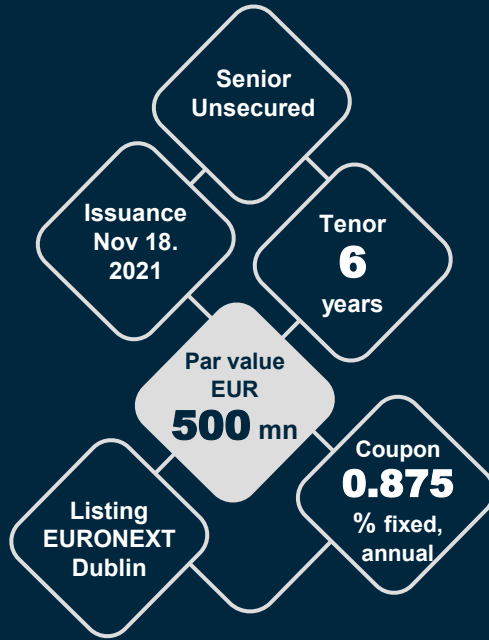 Senior
Unsecured
Issuance
Nov 18.
2021
Tenor
6
years
Par value
EUR
500 mn
Coupon
0.875
% fixed,
annual
Listing
EURONEXT
Dublin